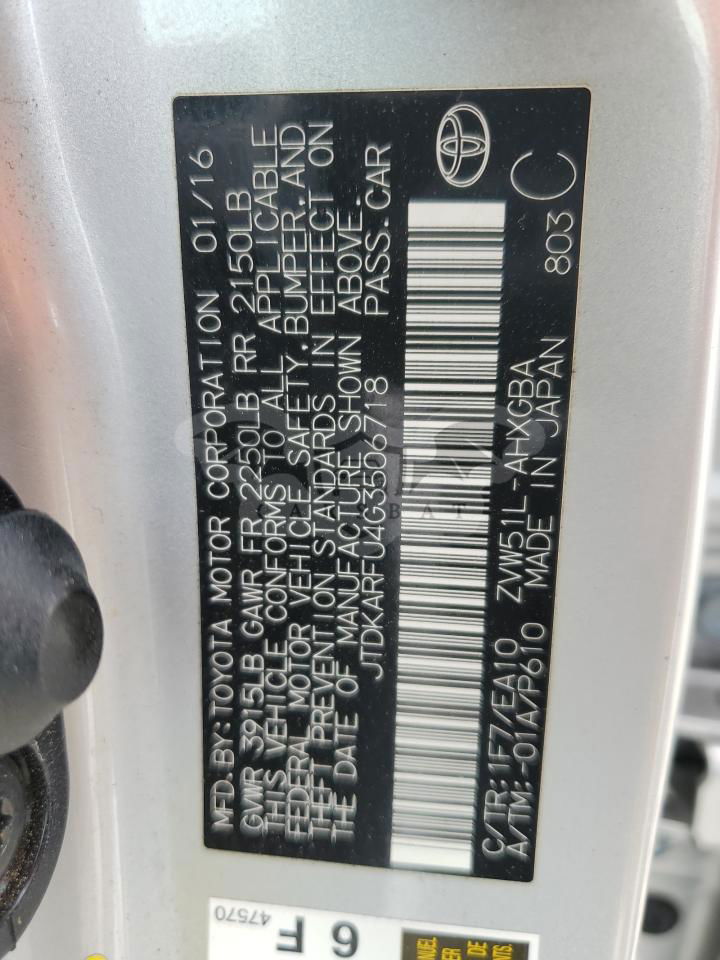 MFD.BY:TOYOTA MOTOR CORPORATION 01/16
GVWR 3915LB GAWR FR 2250LB RR 2150LB
THIS VEHICLE CONFORMS TO ALL APPLICABLE
FEDERAL MOTOR VEHICLE SAFETY,BUMPER,AND
THEFT PREVENTION STANDARDS IN EFFECT ON
THE DATE OF MANUFACTURE SHOWN ABOVE.
JTDKARFU4G3506718 PASS.CAR
C/TR:1F7/EA10 ZVW51L-AHXGBA
A/TM:-01A/P610 MADE IN JAPAN 803
C
47570
6 F